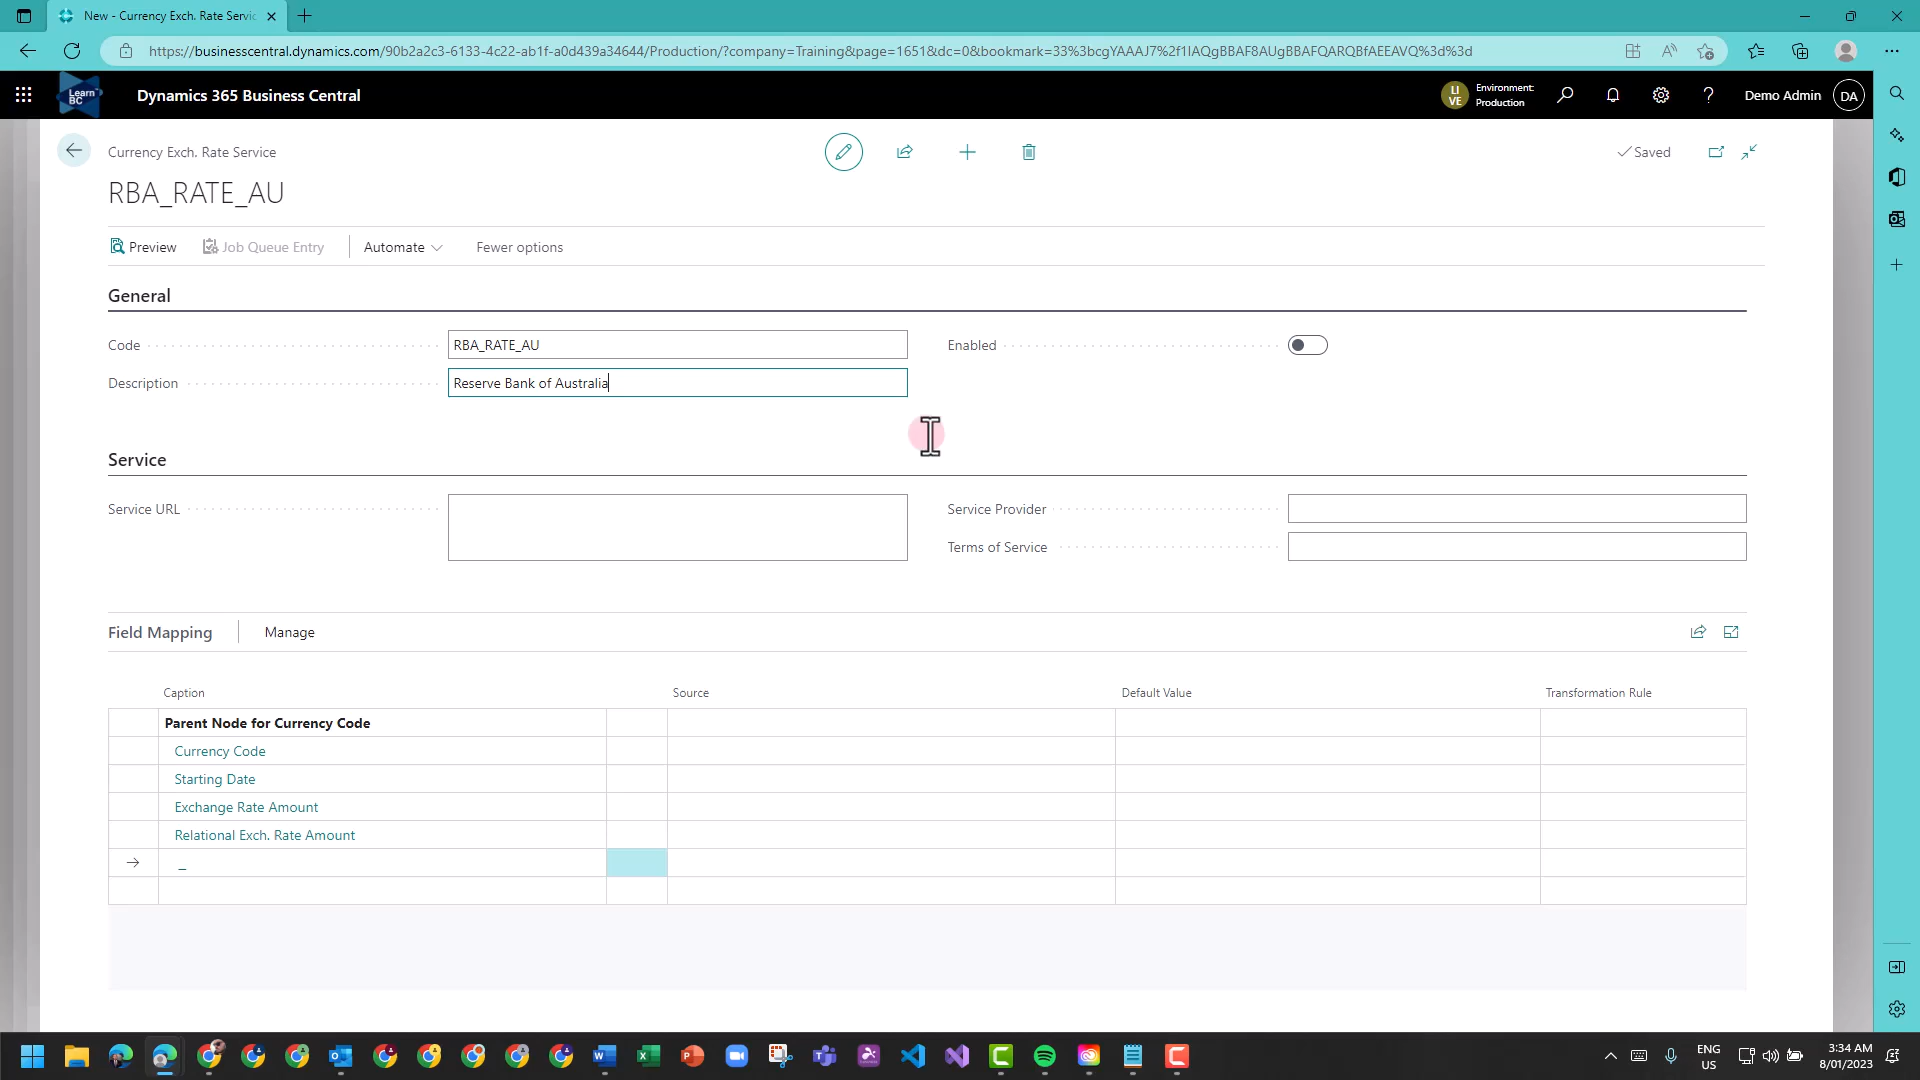 New - Currency Exch. Rate Servic
https://businesscentral.dynamics.com/90b2a2c3-6133-4c22-ab1f-a0d439a34644/Production/?company=Training&page=1651&dc=0&bookmark=33%3bcgYAAAJ7%2f1IAQgBBAF8AUgBBAFQARQBfAEEAVQ%3d%3d
Learn BC
Dynamics 365 Business Central
LI VE
Environment: Production
Demo Admin
DA
Currency Exch. Rate Service
Saved
RBA_RATE_AU
Preview
Job Queue Entry
Automate
Fewer options
General
Code
RBA_RATE_AU
Enabled
Description
Reserve Bank of Australia
Service
Service URL
Service Provider
Terms of Service
Field Mapping
Manage
Caption
Source
Default Value
Transformation Rule
Parent Node for Currency Code
Currency Code
Starting Date
Exchange Rate Amount
Relational Exch. Rate Amount
_
ENG
US
3:34 AM
8/01/2023